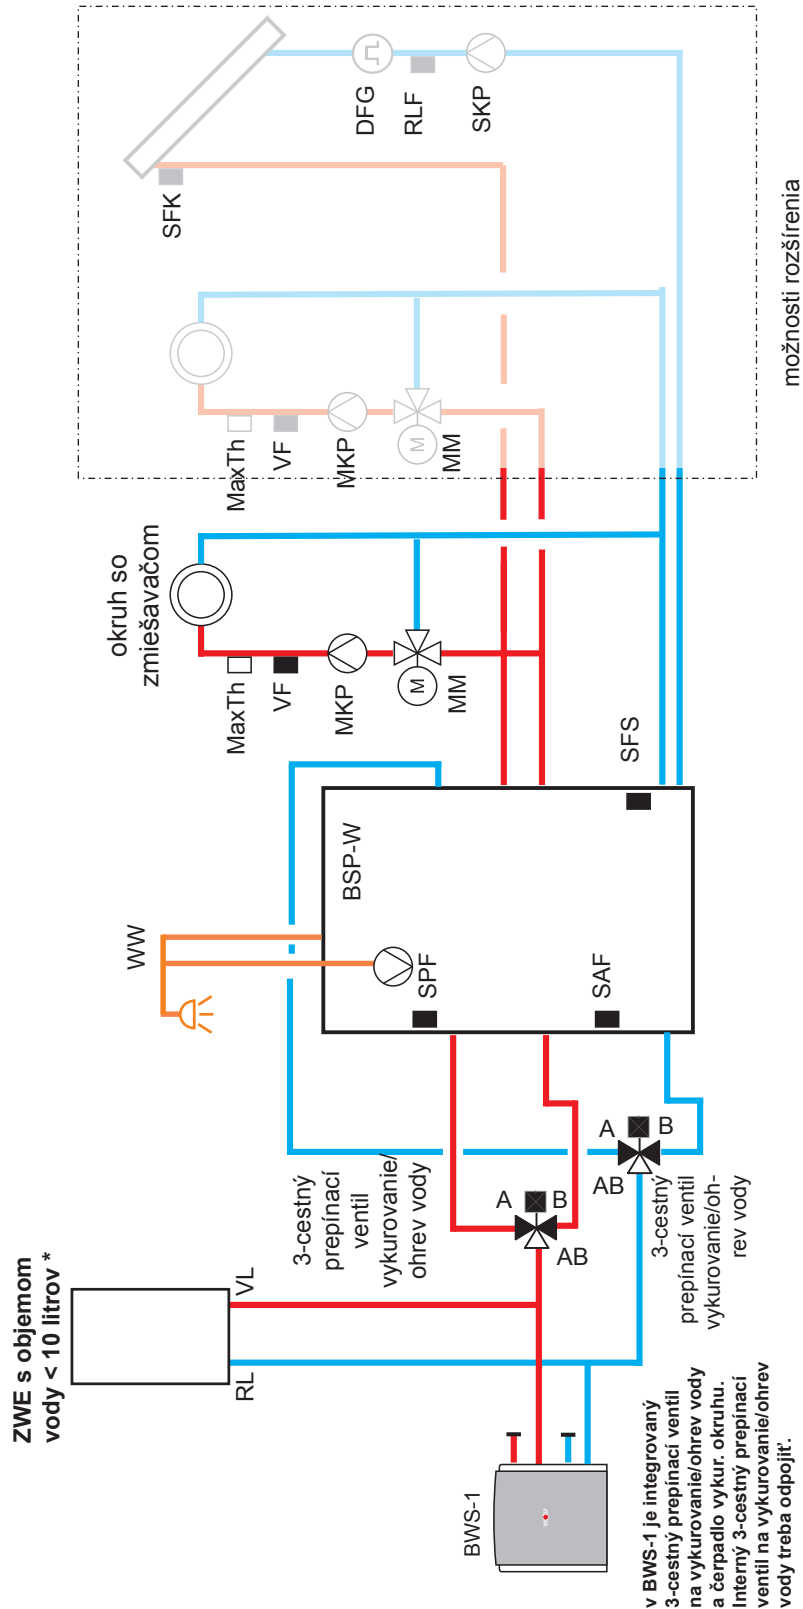 ZWE s objemom
vody < 10 litrov *
RL
VL
BWS-1
v BWS-1 je integrovaný
3-cestný prepínací ventil
na vykurovanie/ohrev vody
a čerpadlo vykur. okruhu.
Interný 3-cestný prepínací
ventil na vykurovanie/ohrev
vody treba odpojiť.
3-cestný
prepínací
ventil
vykurovanie/
ohrev vody
A
B
AB
A
B
AB
3-cestný
prepínací ventil
vykurovanie/oh-
rev vody
WW
BSP-W
SPF
SAF
SFS
okruh so
zmiešavačom
MaxTh
VF
MKP
M
MM
MaxTh
VF
MKP
M
MM
SFK
DFG
RLF
SKP
možnosti rozšírenia